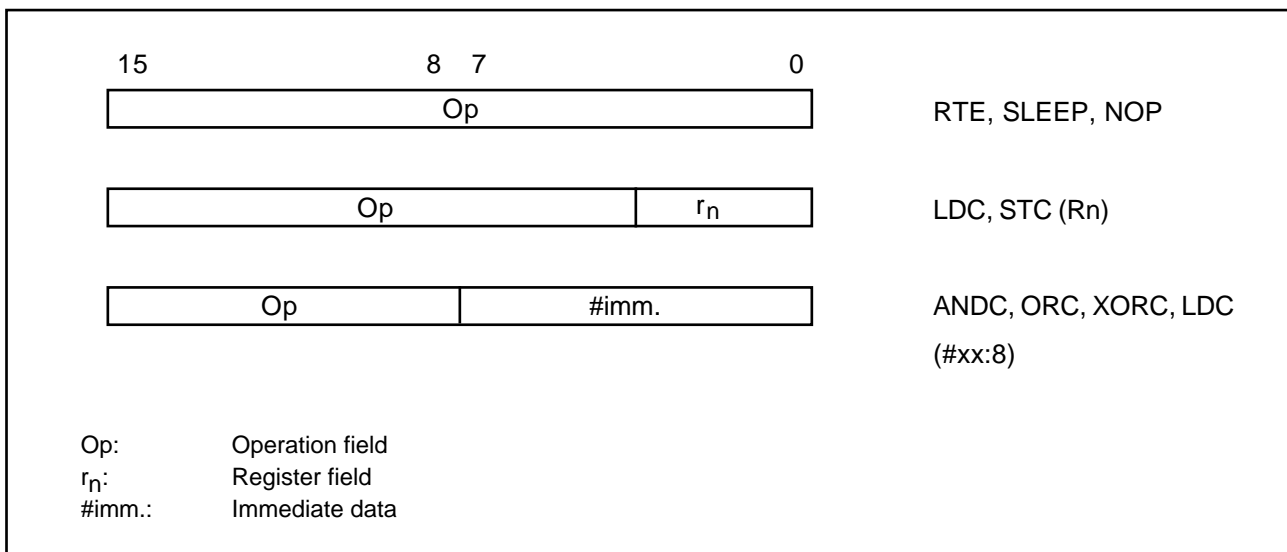 15 8 7 0
Op RTE, SLEEP, NOP
Op rn LDC, STC (Rn)
Op #imm. ANDC, ORC, XORC, LDC
(#xx:8)
Op: Operation field
rn: Register field
#imm.: Immediate data